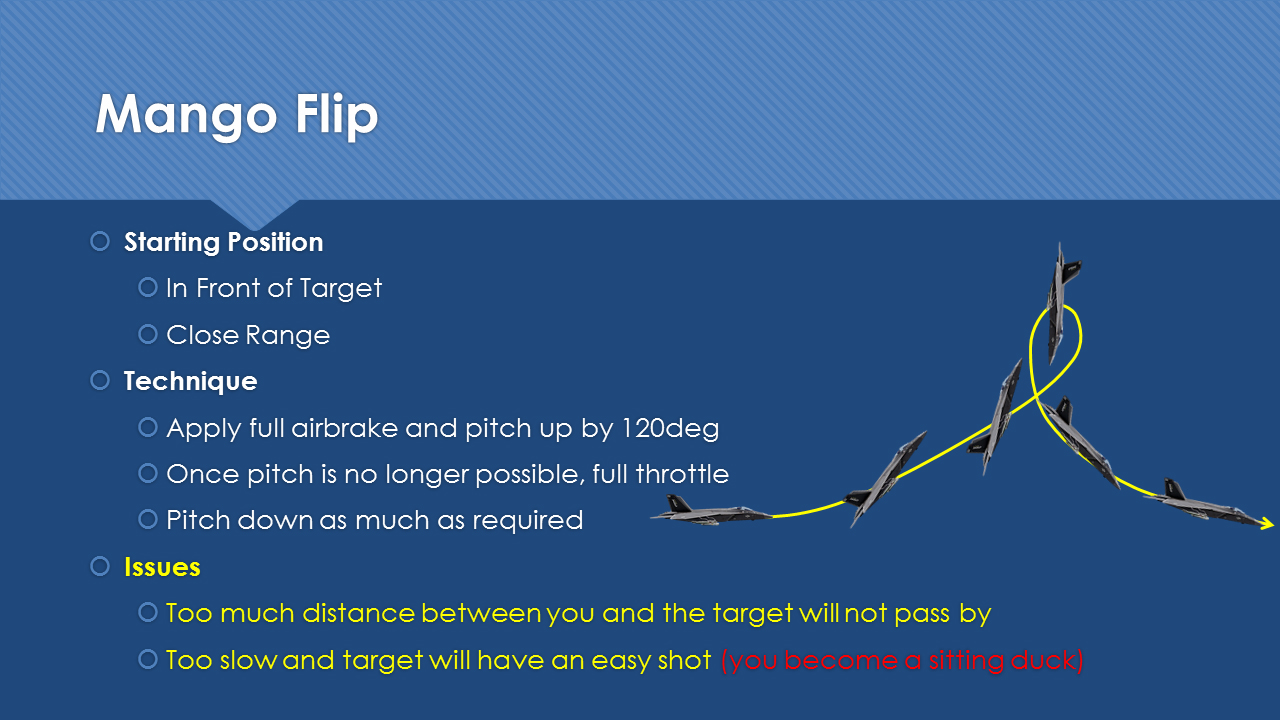 Mango Flip
Starting Position
In Front of Target
Close Range
Technique
Apply full airbrake and pitch up by 120deg
Once pitch is no longer possible, full throttle
Pitch down as much as required
Issues
Too much distance between you and the target will not pass by
Too slow and target will have an easy shot (you become a sitting duck)